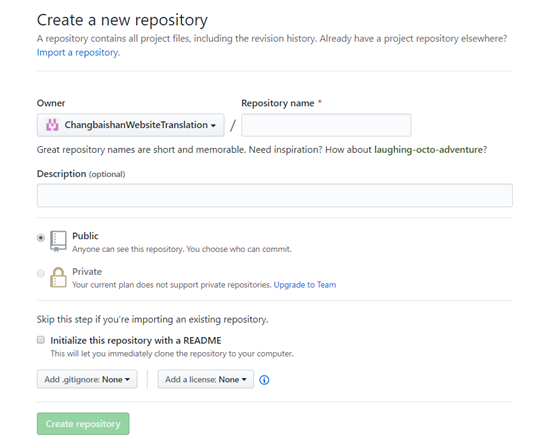 Create a new repository
A repository contains all project files, including the revision history. Already have a project repository elsewhere?
Import a repository.
Owner
Repository name *
ChangbaishanWebsiteTranslation
/
Great repository names are short and memorable. Need inspiration? How about laughing-octo-adventure?
Description (optional)
Public
Anyone can see this repository. You choose who can commit.
Private
Your current plan does not support private repositories. Upgrade to Team
Skip this step if you're importing an existing repository.
Initialize this repository with a README
This will let you immediately clone the repository to your computer.
Add .gitignore: None
Add a license: None
Create repository